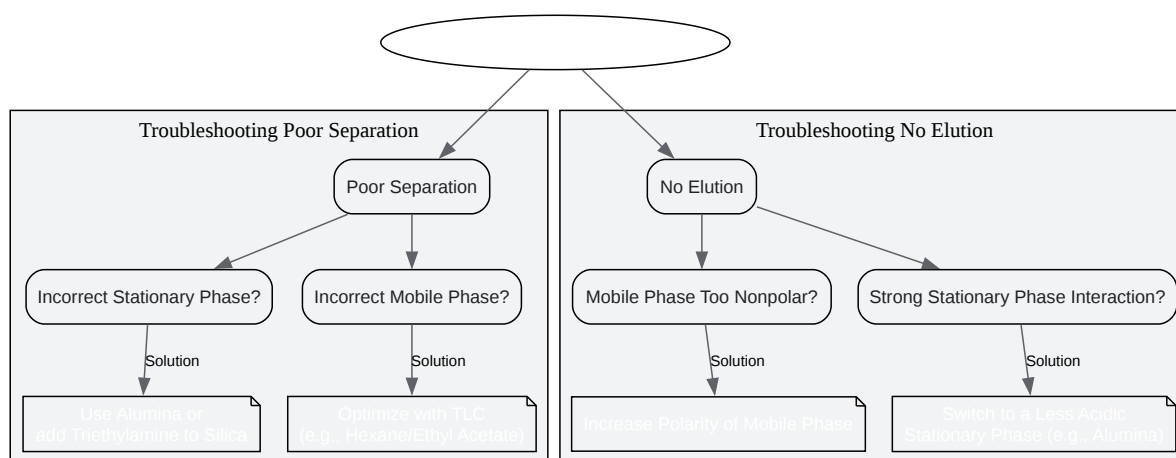 Troubleshooting Poor Separation
Troubleshooting No Elution
Poor Separation
No Elution
Incorrect Stationary Phase?
Incorrect Mobile Phase?
Mobile Phase Too Nonpolar?
Strong Stationary Phase Interaction?
Solution
Solution
Solution
Solution
Use Alumina or
add Triethylamine to Silica
Optimize with TLC
(e.g., Hexane/Ethyl Acetate)
Increase Polarity of Mobile Phase
Switch to a Less Acidic
Stationary Phase (e.g., Alumina)